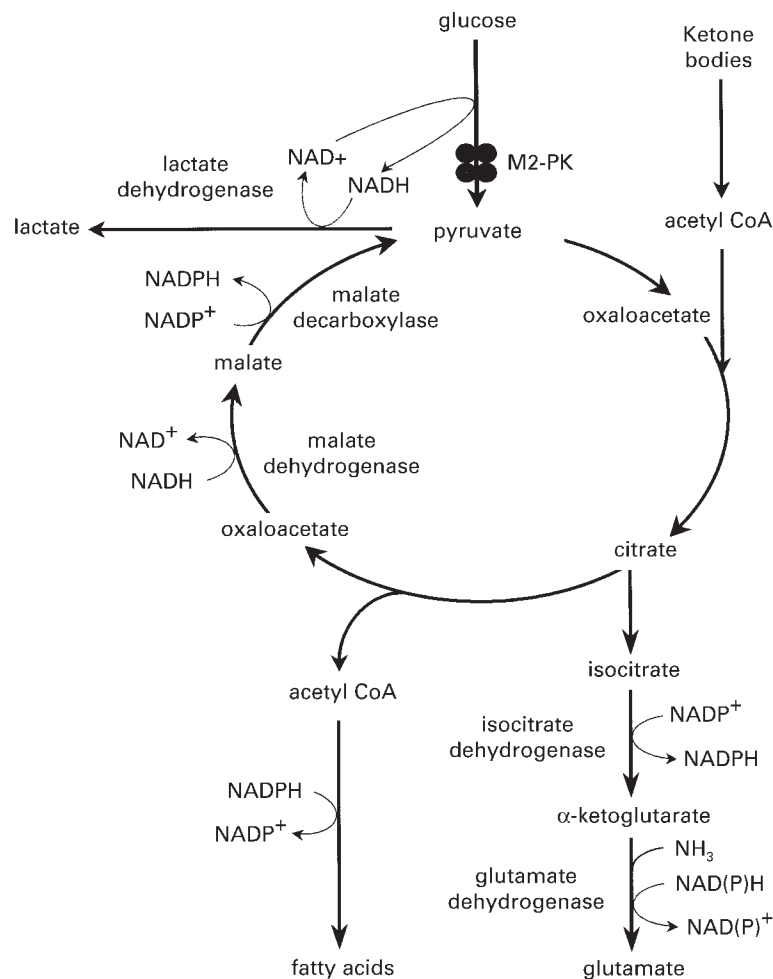 glucose
Ketone
bodies
NAD+
lactate
dehydrogenase
NADH
M2-PK
lactate
pyruvate
acetyl CoA
NADPH
NADP⁺
malate
decarboxylase
oxaloacetate
malate
NAD⁺
NADH
malate
dehydrogenase
oxaloacetate
citrate
acetyl CoA
isocitrate
isocitrate
dehydrogenase
NADP⁺
NADPH
NADPH
NADP⁺
α-ketoglutarate
glutamate
dehydrogenase
NH₃
NAD(P)H
NAD(P)⁺
fatty acids
glutamate